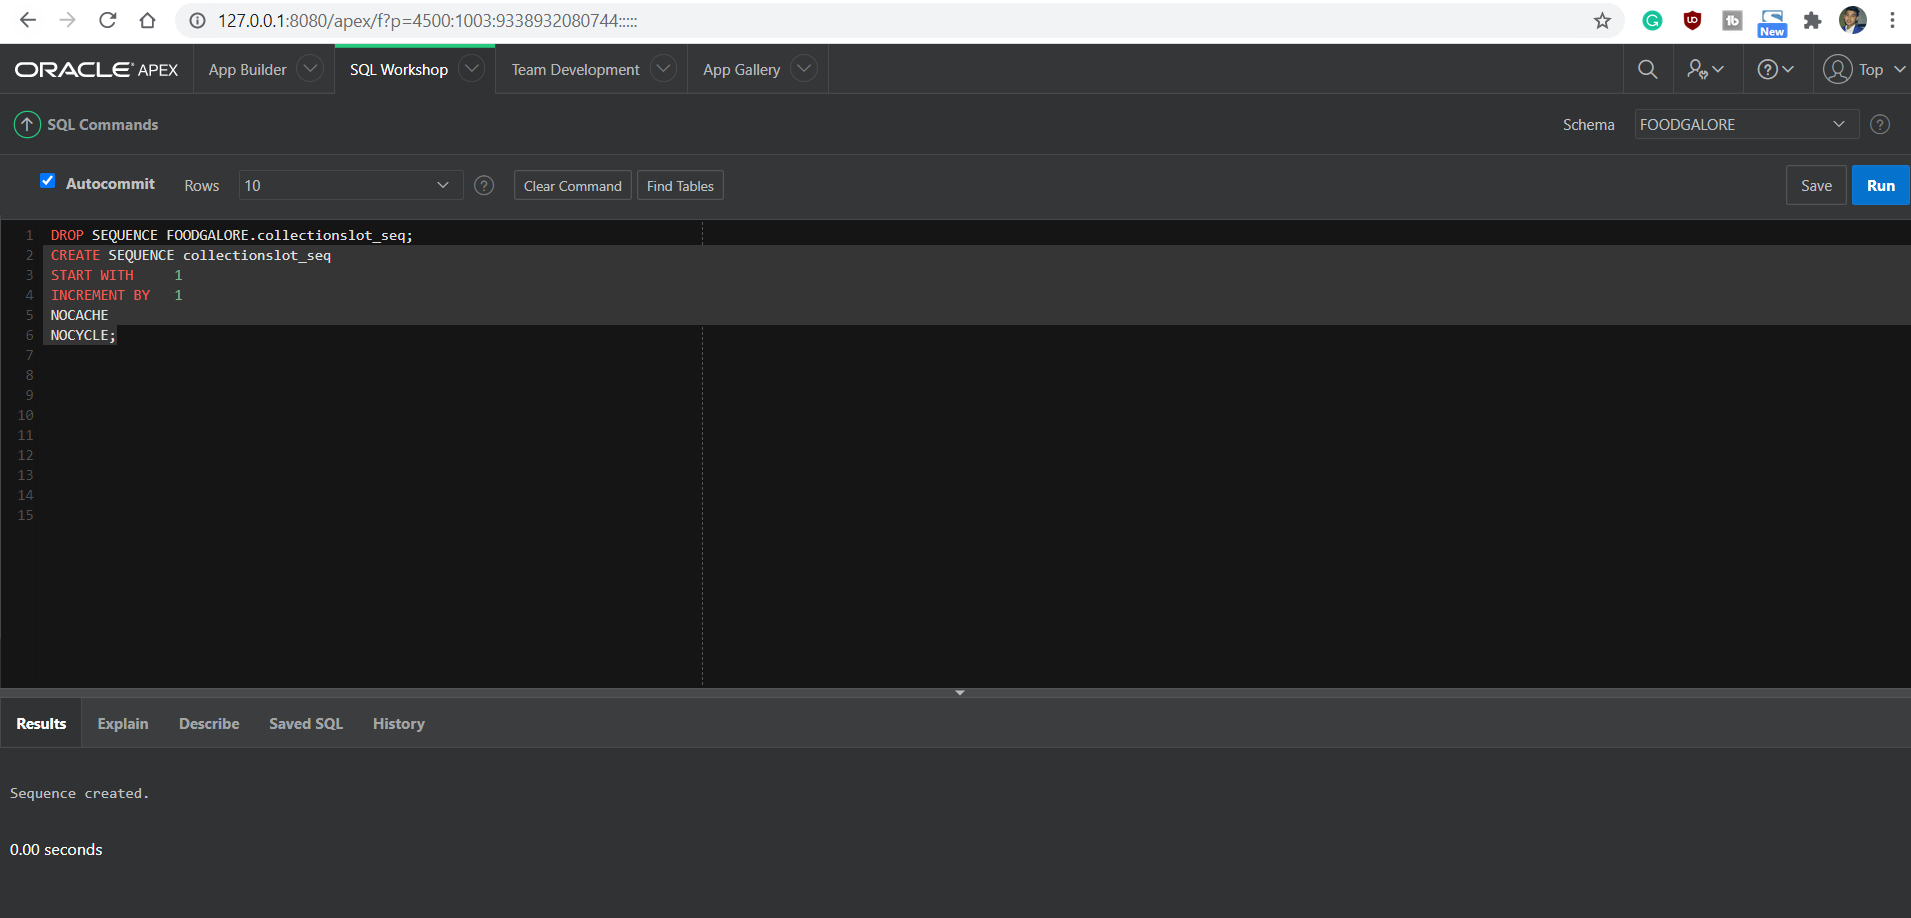 127.0.0.1:8080/apex/f?p=4500:1003:9338932080744:::::
New
ORACLE APEX App Builder SQL Workshop Team Development App Gallery Top
SQL Commands Schema FOODGALORE
Autocommit Rows 10 Clear Command Find Tables Save Run
1 DROP SEQUENCE FOODGALORE.collectionslot_seq;
2 CREATE SEQUENCE collectionslot_seq
3 START WITH     1
4 INCREMENT BY   1
5 NOCACHE
6 NOCYCLE;
7
8
9
10
11
12
13
14
15
Results Explain Describe Saved SQL History
Sequence created.
0.00 seconds